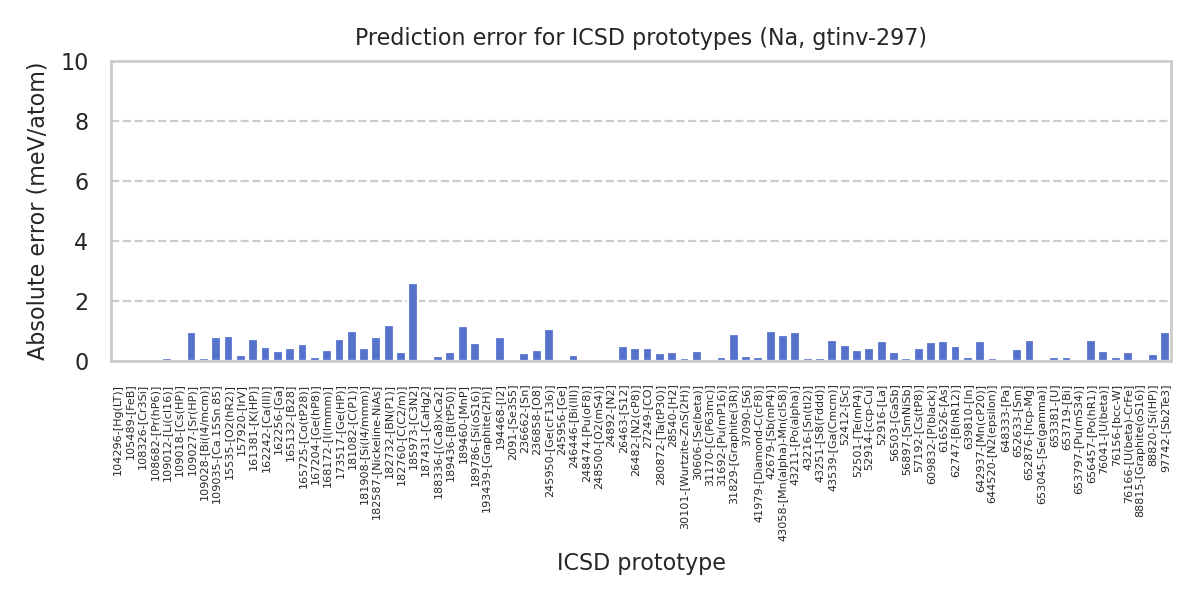 Prediction error for ICSD prototypes (Na, gtinv-297)
Absolute error (meV/atom)
10
8
6
4
2
0
104296-[Hg(LT)]
105489-[FeB]
108326-[Cr3Si]
108682-[Pr(hP6)]
109012-[Li(cI16)]
109018-[Cs(HP)]
109027-[Sr(HP)]
109028-[Bi(I4/mcm)]
109035-[Ca.15Sn.85]
15535-[O2(hR2)]
157920-[IrV]
161381-[K(HP)]
162242-[Ca(III)]
162256-[Ga]
165132-[B28]
165725-[Co(tP28)]
167204-[Ge(hP8)]
168172-[I(Immm)]
173517-[Ge(HP)]
181082-[C(P1)]
181908-[Si(I4/mmm)]
182587-[Nickeline-NiAs]
182732-[BN(P1)]
182760-[C(C2/m)]
185973-[C3N2]
187431-[CaHg2]
188336-[(Ca8)xCa2]
189436-[B(tP50)]
189460-[MnP]
189786-[Si(oS16)]
193439-[Graphite(2H)]
194468-[I2]
2091-[Se3S5]
236662-[Sn]
236858-[O8]
245950-[Ge(cF136)]
245956-[Ge]
246446-[Bi(III)]
248474-[Pu(oF8)]
248500-[O2(mS4)]
24892-[N2]
26463-[S12]
26482-[N2(cP8)]
27249-[CO]
280872-[Ta(tP30)]
28540-[H2]
30101-[Wurtzite-ZnS(2H)]
30606-[Se(beta)]
31170-[C(P63mc)]
31692-[Pu(mP16)]
31829-[Graphite(3R)]
37090-[S6]
41979-[Diamond-C(cF8)]
42679-[Sb(mP4)]
43058-[Mn(alpha)-Mn(cI58)]
43211-[Po(alpha)]
43216-[Sn(tI2)]
43251-[S8(Fddd)]
43539-[Ga(Cmcm)]
52412-[Sc]
52501-[Te(mP4)]
52914-[fcc-Cu]
52916-[La]
56503-[GaSb]
56897-[SmNiSb]
57192-[Cs(tP8)]
609832-[P(black)]
616526-[As]
62747-[B(hR12)]
639810-[In]
642937-[Mn(cP20)]
644520-[N2(epsilon)]
648333-[Pa]
652633-[Sm]
652876-[hcp-Mg]
653045-[Se(gamma)]
653381-[U]
653719-[Bi]
653797-[Pu(mS34)]
656457-[Po(hR1)]
76041-[U(beta)]
76156-[bcc-W]
76166-[U(beta)-CrFe]
88815-[Graphite(oS16)]
88820-[Si(HP)]
97742-[Sb2Te3]
ICSD prototype